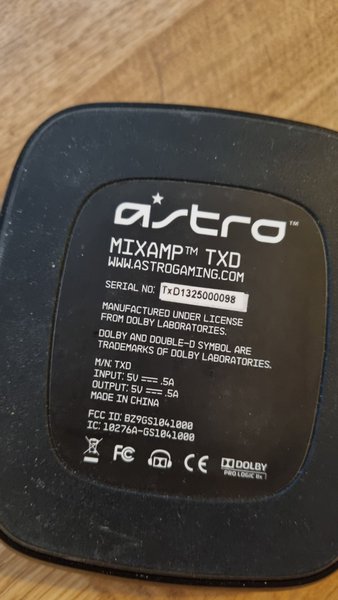 astro™
MIXAMP™ TXD
WWW.ASTROGAMING.COM
SERIAL NO: TxD1325000098
MANUFACTURED UNDER LICENSE
FROM DOLBY LABORATORIES.
DOLBY AND DOUBLE-D SYMBOL ARE
TRADEMARKS OF DOLBY LABORATORIES.
M/N: TXD
INPUT: 5V ⎓ .5A
OUTPUT: 5V ⎓ .5A
MADE IN CHINA
FCC ID: BZ9GS1041000
IC: 10276A-GS1041000
FC CE DOLBY
PRO LOGIC IIx